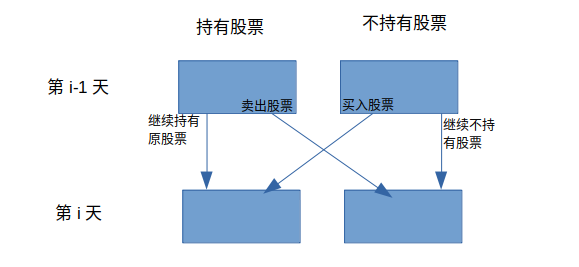 持有股票
不持有股票
第 i-1 天
卖出股票
买入股票
继续持有
原股票
继续不持
有股票
第 i 天